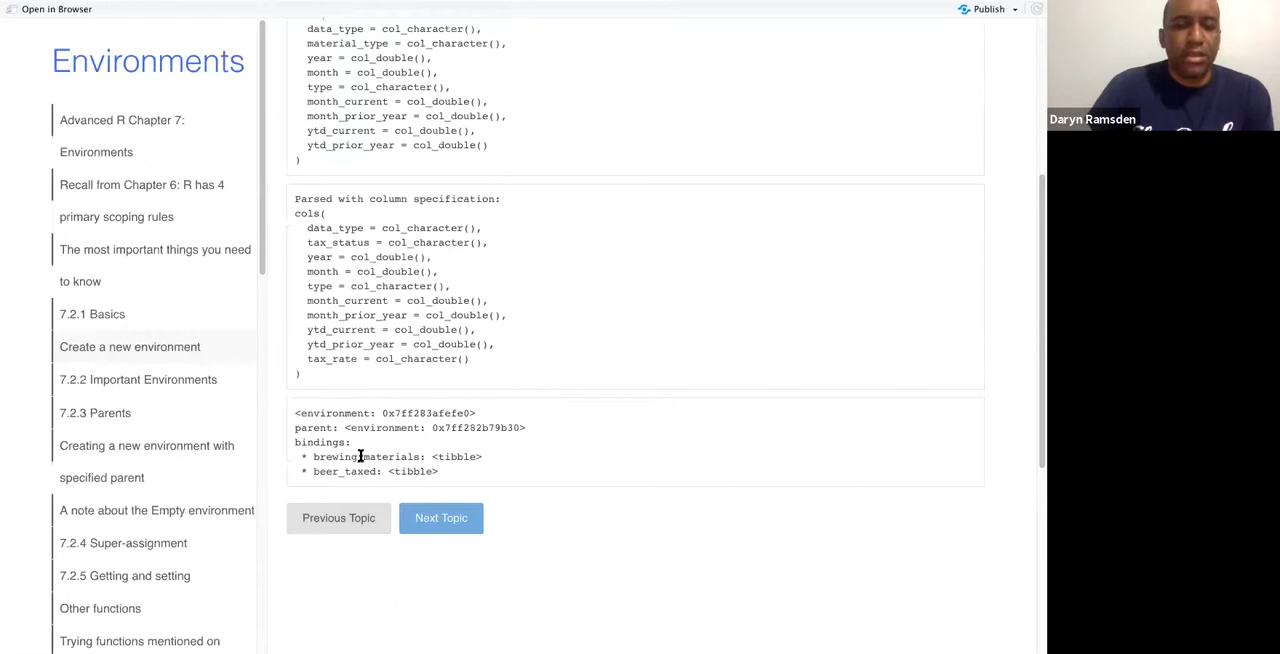 Open in Browser
Publish
Environments
Advanced R Chapter 7:
Environments
Recall from Chapter 6: R has 4
primary scoping rules
The most important things you need
to know
7.2.1 Basics
Create a new environment
7.2.2 Important Environments
7.2.3 Parents
Creating a new environment with
specified parent
A note about the Empty environment
7.2.4 Super-assignment
7.2.5 Getting and setting
Other functions
Trying functions mentioned on
data_type = col_character(),
material_type = col_character(),
year = col_double(),
month = col_double(),
type = col_character(),
month_current = col_double(),
month_prior_year = col_double(),
ytd_current = col_double(),
ytd_prior_year = col_double()
)
Parsed with column specification:
cols(
data_type = col_character(),
tax_status = col_character(),
year = col_double(),
month = col_double(),
type = col_character(),
month_current = col_double(),
month_prior_year = col_double(),
ytd_current = col_double(),
ytd_prior_year = col_double(),
tax_rate = col_character()
)
<environment: 0x7ff283afefe0>
parent: <environment: 0x7ff282b79b30>
bindings:
* brewing_materials: <tibble>
* beer_taxed: <tibble>
Previous Topic
Next Topic
Daryn Ramsden